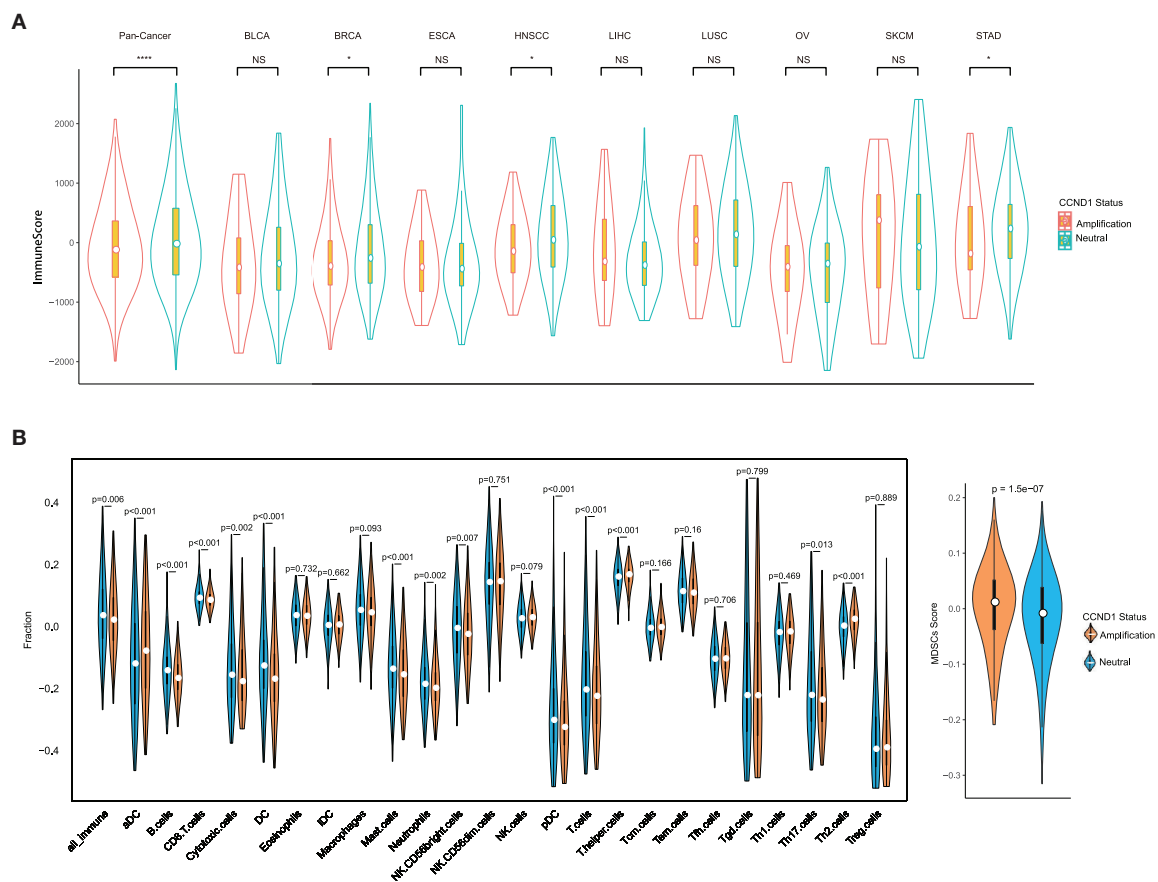 A
Pan-Cancer BLCA BRCA ESCA HNSCC LIHC LUSC OV SKCM STAD
**** NS * NS * NS NS NS NS *
ImmuneScore
2000
1000
0
−1000
−2000
CCND1 Status
Amplification
Neutral
B
Fraction
0.4
0.2
0.0
−0.2
−0.4
p=0.006
p<0.001
p<0.001
p<0.001
p=0.002
p<0.001
p=0.732
p=0.662
p=0.093
p<0.001
p=0.002
p=0.007
p=0.751
p=0.079
p<0.001
p<0.001
p<0.001
p=0.166
p=0.16
p=0.706
p=0.799
p=0.469
p=0.013
p<0.001
p=0.889
all_immune
aDC
B.cells
CD8.T.cells
Cytotoxic.cells
DC
Eosinophils
iDC
Macrophages
Mast.cells
Neutrophils
NK.CD56bright.cells
NK.CD56dim.cells
NK.cells
pDC
T.cells
T.helper.cells
Tcm.cells
Tem.cells
Tfh.cells
Tgd.cells
Th1.cells
Th17.cells
Th2.cells
Treg.cells
MDSCs Score
p = 1.5e−07
0.2
0.1
0.0
−0.1
−0.2
−0.3
CCND1 Status
Amplification
Neutral